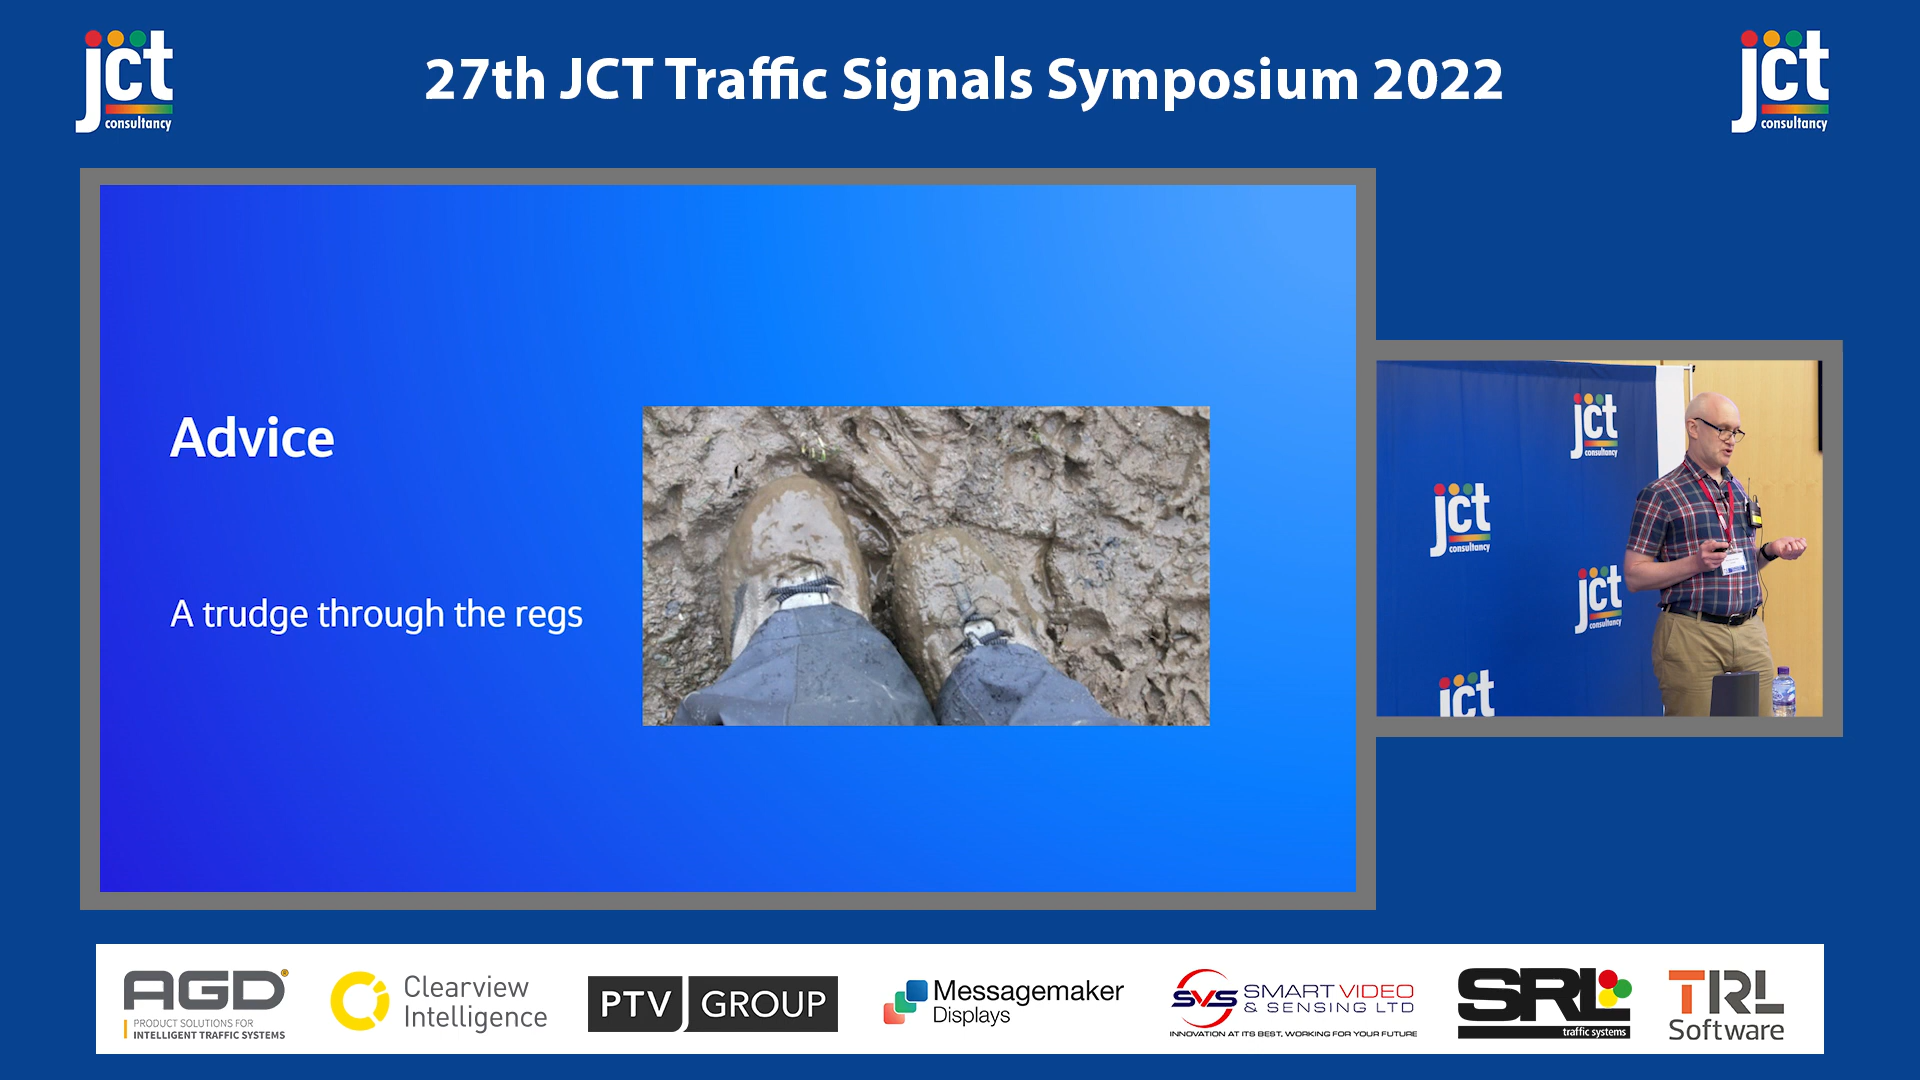 jct
consultancy
27th JCT Traffic Signals Symposium 2022
jct
consultancy
Advice
A trudge through the regs
jct
consultancy
jct
consultancy
jct
consultancy
jct
AGD
PRODUCT SOLUTIONS FOR
INTELLIGENT TRAFFIC SYSTEMS
Clearview
Intelligence
PTV GROUP
Messagemaker
Displays
SVS
SMART VIDEO
& SENSING LTD
INNOVATION AT ITS BEST, WORKING FOR YOUR FUTURE
SRL
traffic systems
TRL
Software